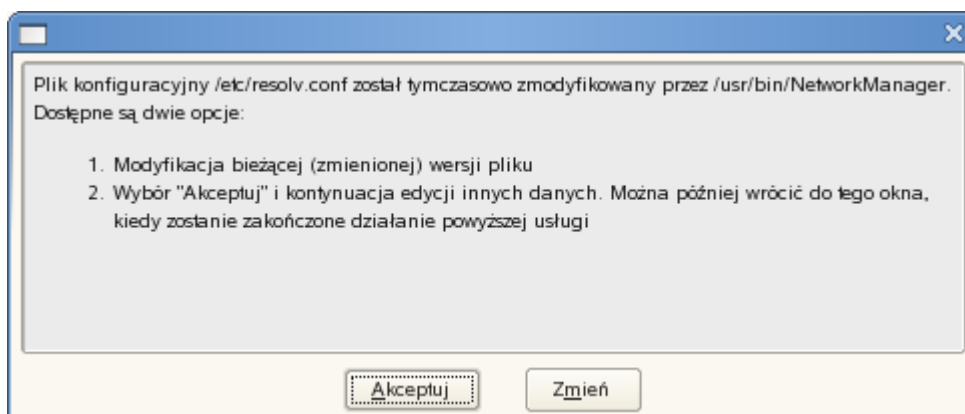 Plik konfiguracyjny /etc/resolv.conf został tymczasowo zmodyfikowany przez /usr/bin/NetworkManager.
Dostępne są dwie opcje:
1. Modyfikacja bieżącej (zmienionej) wersji pliku
2. Wybór "Akceptuj" i kontynuacja edycji innych danych. Można później wrócić do tego okna,
kiedy zostanie zakończone działanie powyższej usługi
Akceptuj
Zmień